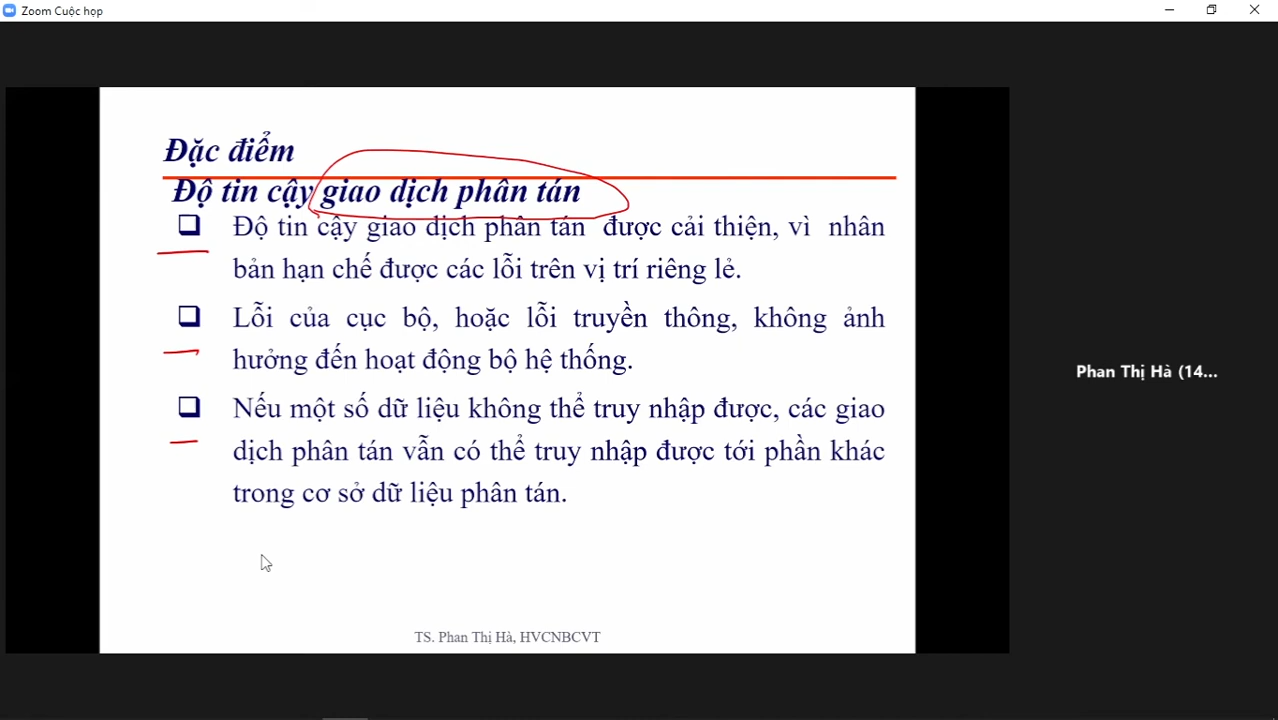 Zoom Cuộc họp
Đặc điểm
Độ tin cậy giao dịch phân tán
Độ tin cậy giao dịch phân tán được cải thiện, vì nhân
bản hạn chế được các lỗi trên vị trí riêng lẻ.
Lỗi của cục bộ, hoặc lỗi truyền thông, không ảnh
hưởng đến hoạt động bộ hệ thống.
Nếu một số dữ liệu không thể truy nhập được, các giao
dịch phân tán vẫn có thể truy nhập được tới phần khác
trong cơ sở dữ liệu phân tán.
Phan Thị Hà (14...
TS. Phan Thị Hà, HVCNBCVT